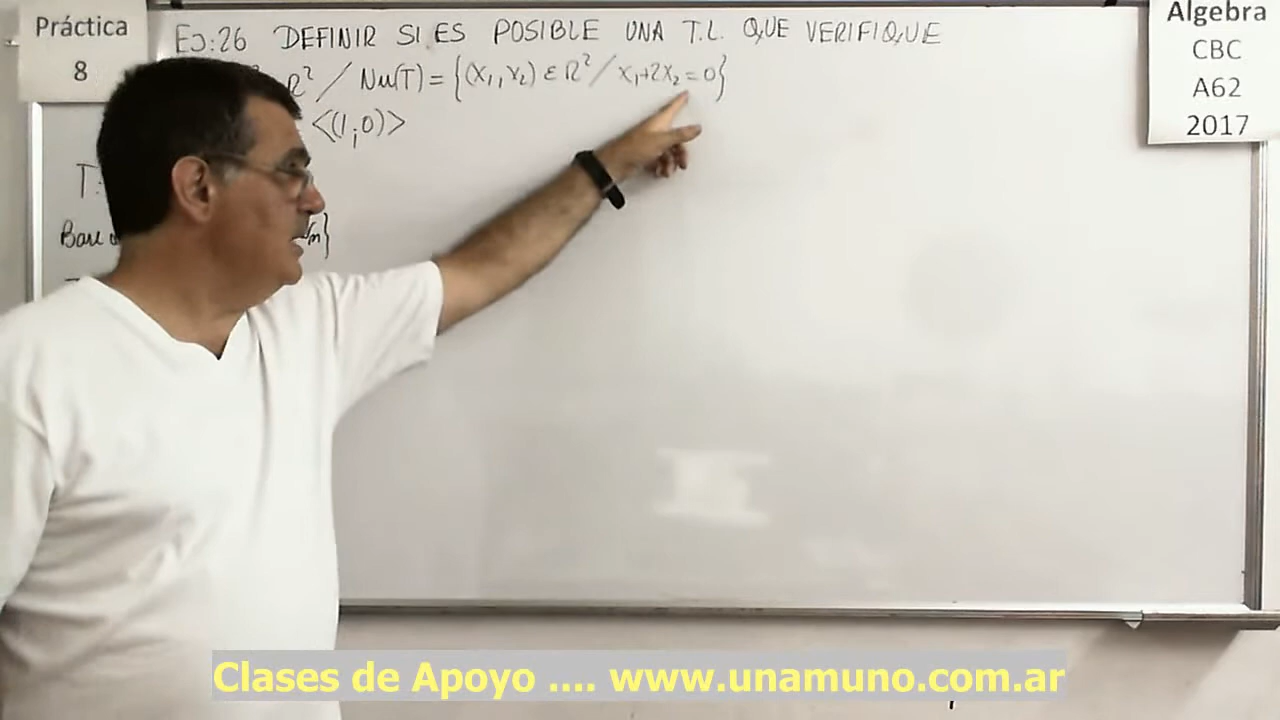 Práctica
8
EJ:26 DEFINIR SI ES POSIBLE UNA T.L. QUE VERIFIQUE
R² / Nu(T) = {(X₁,X₂) ∈ R² / X₁+2X₂=0}
<(1;0)>
T:
Base
Algebra
CBC
A62
2017
Clases de Apoyo .... www.unamuno.com.ar